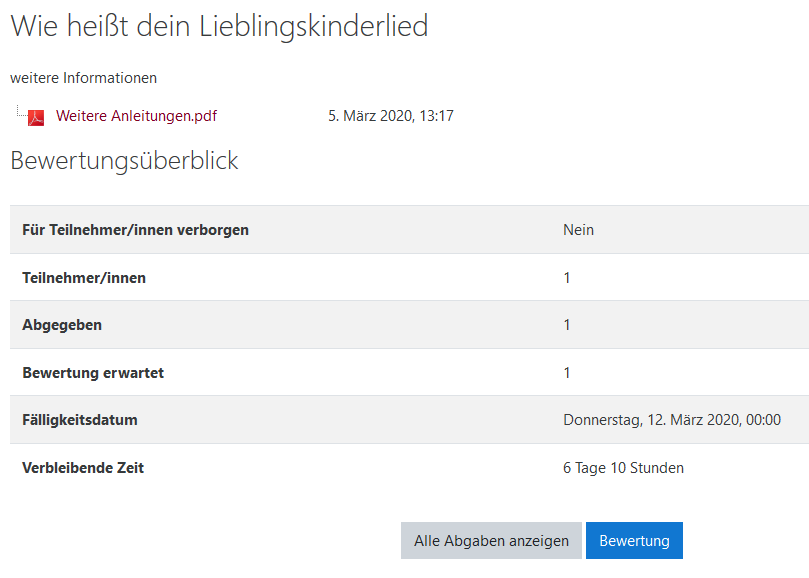 Wie heißt dein Lieblingskinderlied
weitere Informationen
Weitere Anleitungen.pdf 5. März 2020, 13:17
Bewertungsüberblick
Für Teilnehmer/innen verborgen Nein
Teilnehmer/innen 1
Abgegeben 1
Bewertung erwartet 1
Fälligkeitsdatum Donnerstag, 12. März 2020, 00:00
Verbleibende Zeit 6 Tage 10 Stunden
Alle Abgaben anzeigen Bewertung